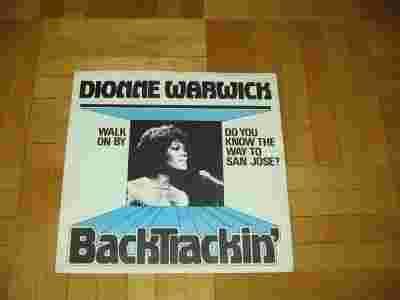 DIONNE WARWICK
WALK
ON BY
DO YOU
KNOW THE
WAY TO
SAN JOSE?
BackTrackin'